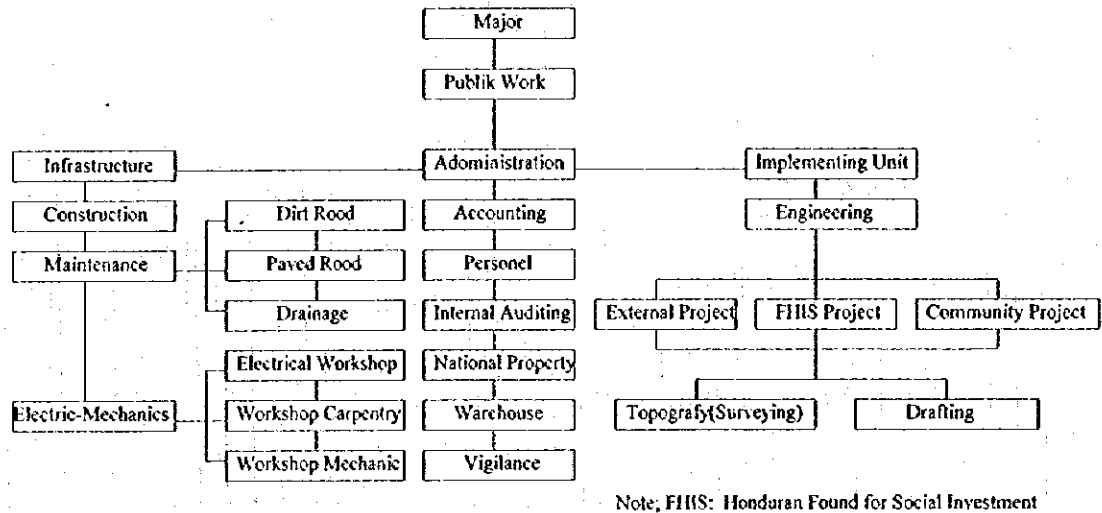 Major
Publik Work
Infrastructure
Adoministration
Implementing Unit
Construction
Dirt Rood
Accounting
Engineering
Maintenance
Paved Rood
Personel
Drainage
Internal Auditing
External Project
FHIS Project
Community Project
Electrical Workshop
National Property
Electric-Mechanics
Workshop Carpentry
Warehouse
Topografy(Surveying)
Drafting
Workshop Mechanic
Vigilance
Note; FHIS: Honduran Found for Social Investment